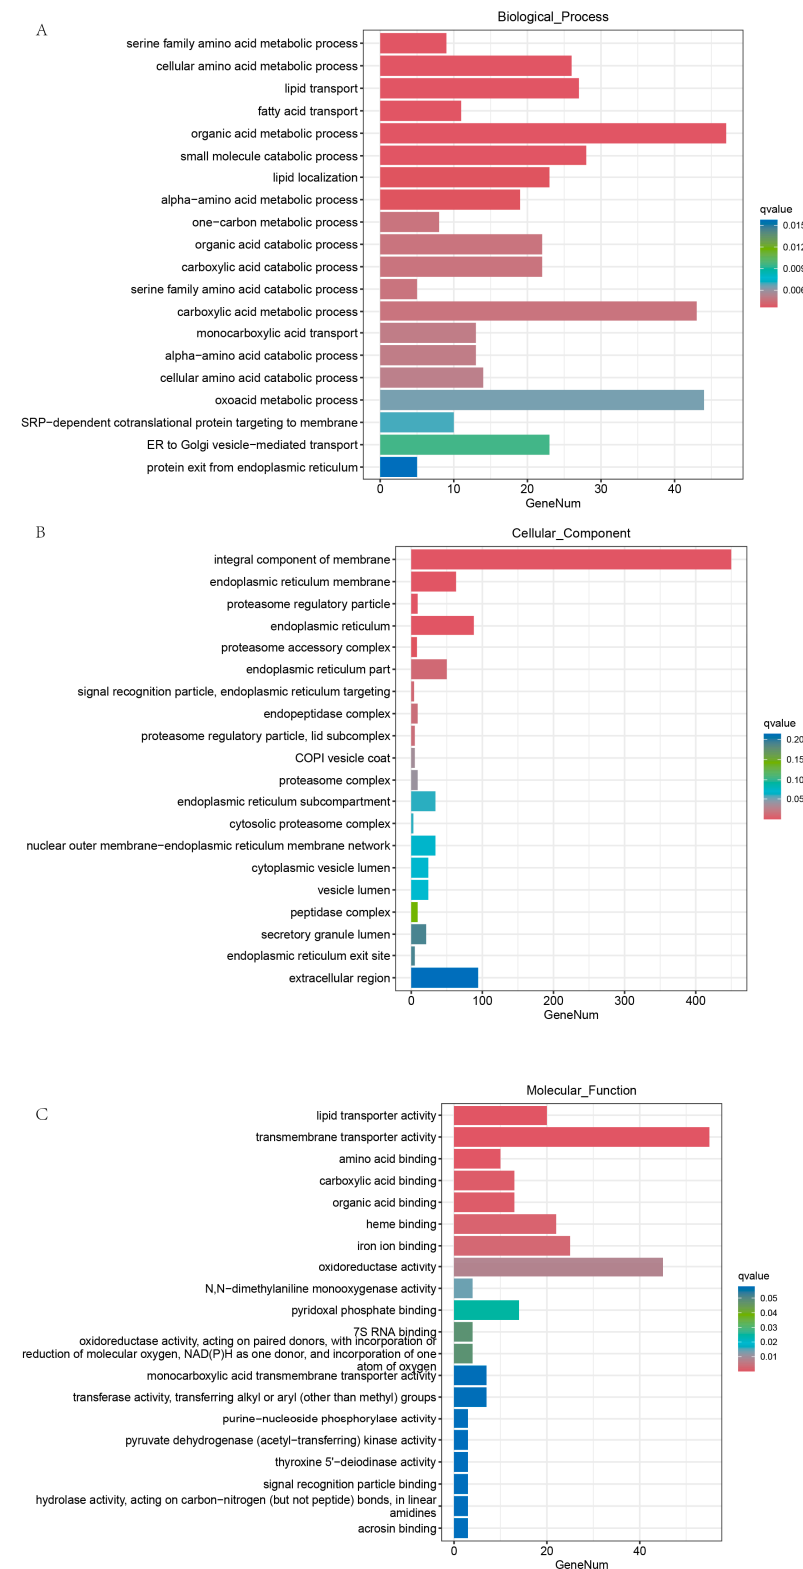 Biological_Process
A
serine family amino acid metabolic process
cellular amino acid metabolic process
lipid transport
fatty acid transport
organic acid metabolic process
small molecule catabolic process
lipid localization
alpha−amino acid metabolic process
one−carbon metabolic process
organic acid catabolic process
carboxylic acid catabolic process
serine family amino acid catabolic process
carboxylic acid metabolic process
monocarboxylic acid transport
alpha−amino acid catabolic process
cellular amino acid catabolic process
oxoacid metabolic process
SRP−dependent cotranslational protein targeting to membrane
ER to Golgi vesicle−mediated transport
protein exit from endoplasmic reticulum
0 10 20 30 40
GeneNum
qvalue
0.015
0.012
0.009
0.006
B
Cellular_Component
integral component of membrane
endoplasmic reticulum membrane
proteasome regulatory particle
endoplasmic reticulum
proteasome accessory complex
endoplasmic reticulum part
signal recognition particle, endoplasmic reticulum targeting
endopeptidase complex
proteasome regulatory particle, lid subcomplex
COPI vesicle coat
proteasome complex
endoplasmic reticulum subcompartment
cytosolic proteasome complex
nuclear outer membrane−endoplasmic reticulum membrane network
cytoplasmic vesicle lumen
vesicle lumen
peptidase complex
secretory granule lumen
endoplasmic reticulum exit site
extracellular region
0 100 200 300 400
GeneNum
qvalue
0.20
0.15
0.10
0.05
Molecular_Function
C
lipid transporter activity
transmembrane transporter activity
amino acid binding
carboxylic acid binding
organic acid binding
heme binding
iron ion binding
oxidoreductase activity
N,N−dimethylaniline monooxygenase activity
pyridoxal phosphate binding
7S RNA binding
oxidoreductase activity, acting on paired donors, with incorporation or
reduction of molecular oxygen, NAD(P)H as one donor, and incorporation of one
atom of oxygen
monocarboxylic acid transmembrane transporter activity
transferase activity, transferring alkyl or aryl (other than methyl) groups
purine−nucleoside phosphorylase activity
pyruvate dehydrogenase (acetyl−transferring) kinase activity
thyroxine 5'−deiodinase activity
signal recognition particle binding
hydrolase activity, acting on carbon−nitrogen (but not peptide) bonds, in linear
amidines
acrosin binding
0 20 40
GeneNum
qvalue
0.05
0.04
0.03
0.02
0.01